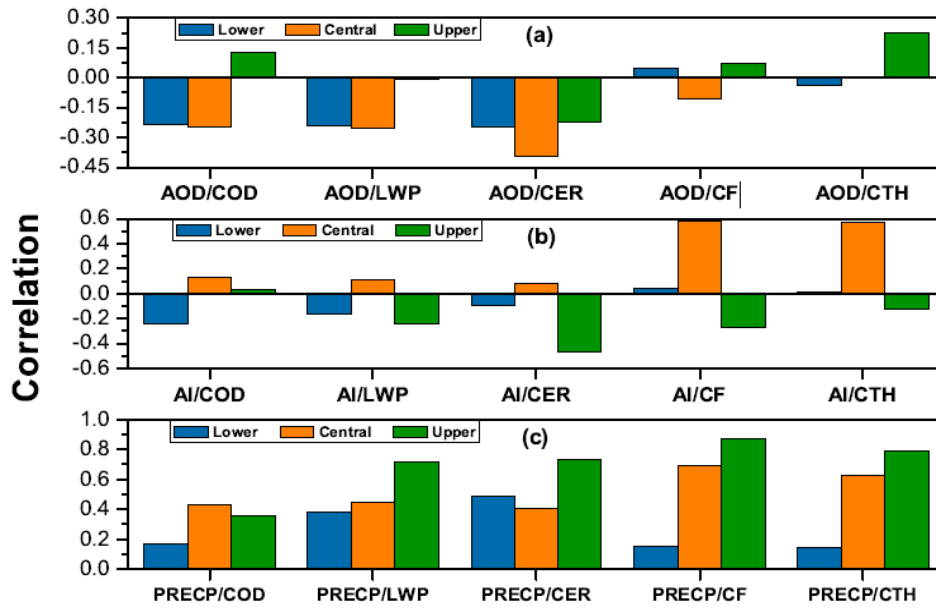 Correlation
0.30
0.15
0.00
-0.15
-0.30
-0.45
Lower Central Upper
(a)
AOD/COD AOD/LWP AOD/CER AOD/CF AOD/CTH
0.6
0.4
0.2
0.0
-0.2
-0.4
-0.6
Lower Central Upper
(b)
AI/COD AI/LWP AI/CER AI/CF AI/CTH
1.0
0.8
0.6
0.4
0.2
0.0
Lower Central Upper
(c)
PRECP/COD PRECP/LWP PRECP/CER PRECP/CF PRECP/CTH